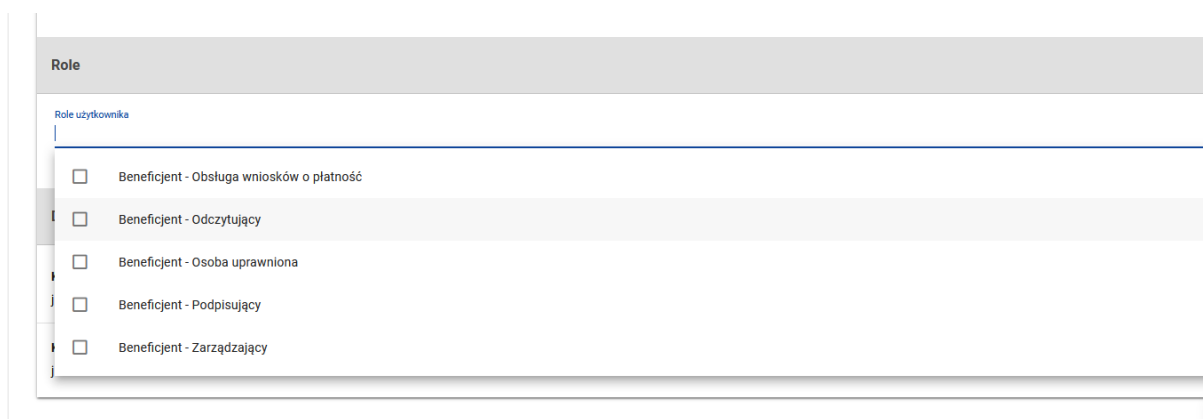 Role
Role użytkownika
Beneficjent - Obsługa wniosków o płatność
Beneficjent - Odczytujący
Beneficjent - Osoba uprawniona
Beneficjent - Podpisujący
Beneficjent - Zarządzający